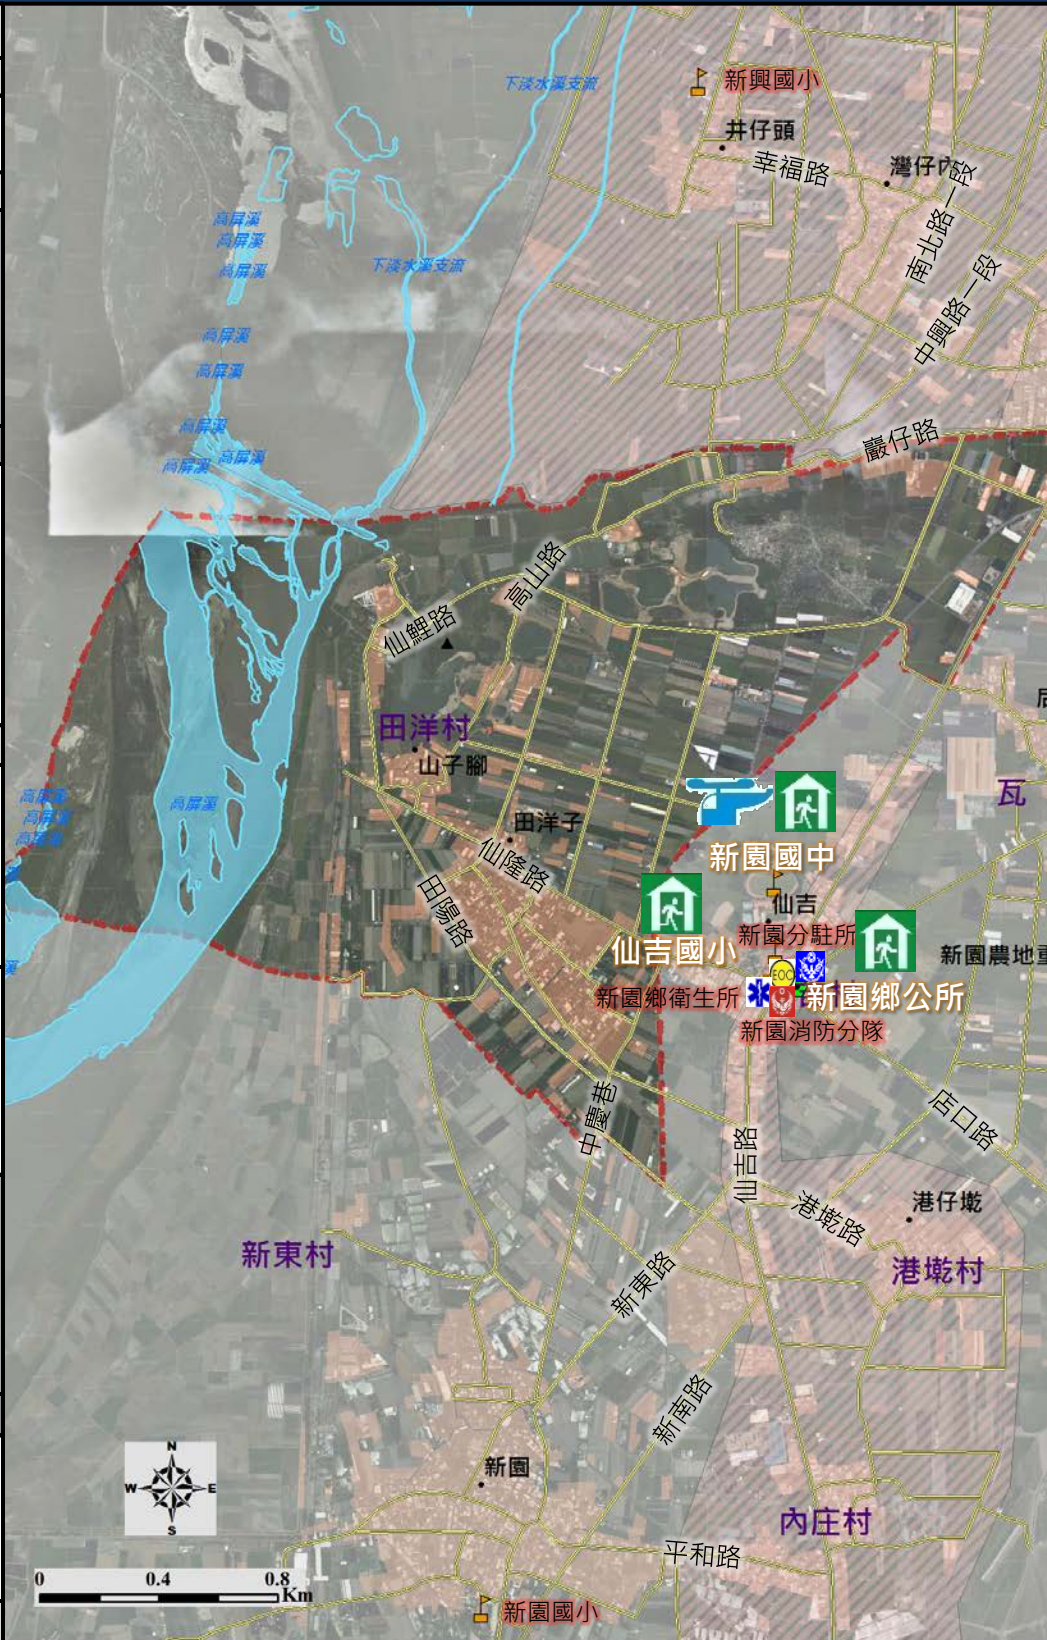 新興國小
下淡水溪支流
井仔頭
幸福路
灣仔內
南北路一段
高屏溪
高屏溪
下淡水溪支流
高屏溪
中興路一段
高屏溪
高屏溪
高屏溪
巖仔路
高屏溪
高屏溪
高山路
仙鯉路
田洋村
山子腳
瓦
高屏溪
高屏溪
高屏溪
高屏溪
田洋子
新園國中
仙隆路
田陽路
仙吉
新園分駐所
仙吉國小
新園農地重
溪
EOC
新園鄉衛生所
新園鄉公所
新園消防分隊
中慶巷
店口路
仙吉路
港仔墘
港墘路
新東村
港墘村
新東路
新南路
N
新園
W
E
S
內庄村
平和路
0
0.4
0.8
Km
新園國小